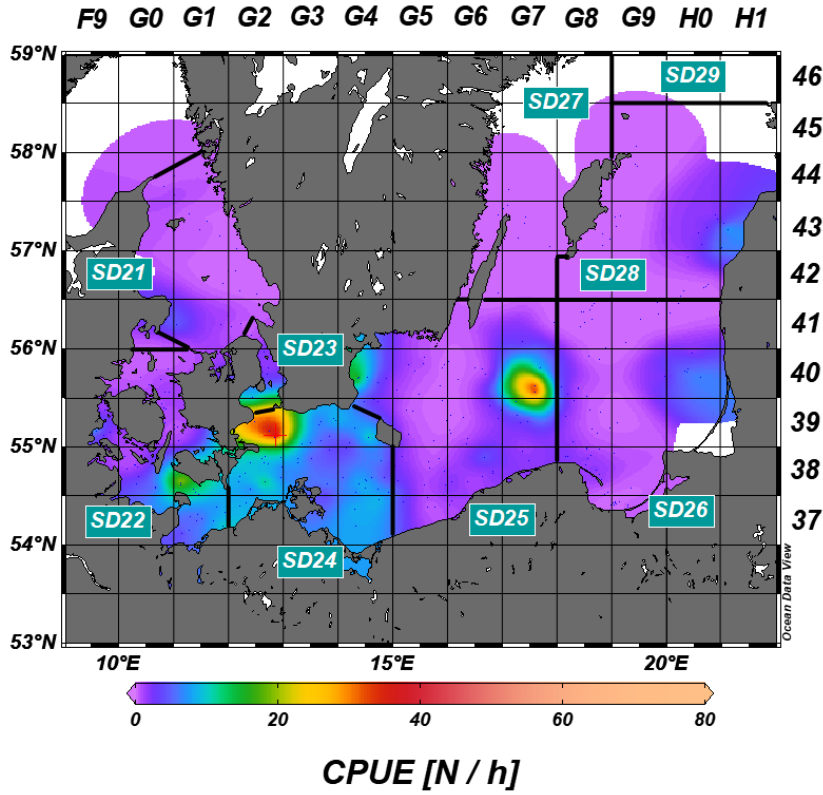 F9 G0 G1 G2 G3 G4 G5 G6 G7 G8 G9 H0 H1
59°N
46
SD29
SD27
45
58°N
44
43
57°N
SD21
SD28
42
41
56°N
SD23
40
39
55°N
38
SD22
SD25
SD26
37
54°N
SD24
Ocean Data View
53°N
10°E 15°E 20°E
0 20 40 60 80
CPUE [N / h]